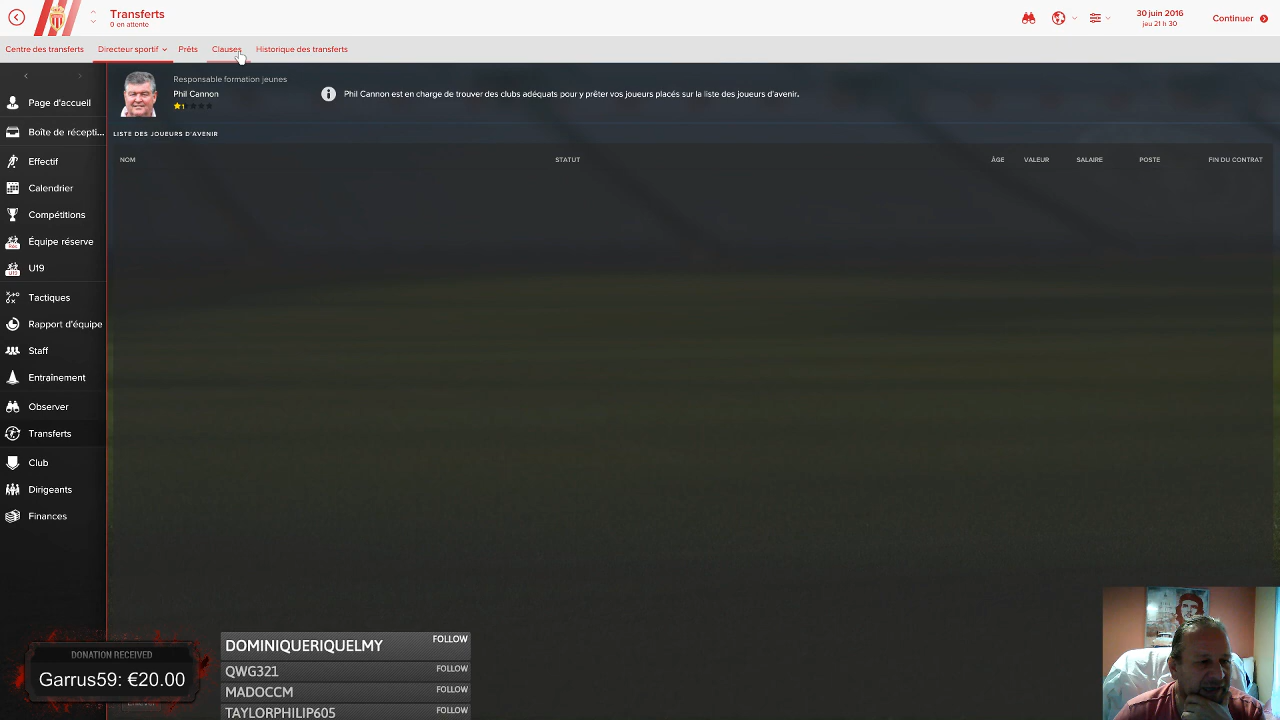 Transferts
0 en attente
30 juin 2016
jeu 21 h 30
Continuer
Centre des transferts
Directeur sportif
Prêts
Clauses
Historique des transferts
Page d'accueil
Boîte de récepti...
Effectif
Calendrier
Compétions
Équipe réserve
U19
Tactiques
Rapport d'équipe
Staff
Entraînement
Observer
Transferts
Club
Dirigeants
Finances
Responsable formation jeunes
Phil Cannon
Phil Cannon est en charge de trouver des clubs adéquats pour y prêter vos joueurs placés sur la liste des joueurs d'avenir.
LISTE DES JOUEURS D'AVENIR
NOM STATUT ÂGE VALEUR SALAIRE POSTE FIN DU CONTRAT
DONATION RECEIVED
Garrus59: €20.00
DOMINIQUERIQUELMY FOLLOW
QWG321 FOLLOW
MADOCCM FOLLOW
TAYLORPHILIP605 FOLLOW